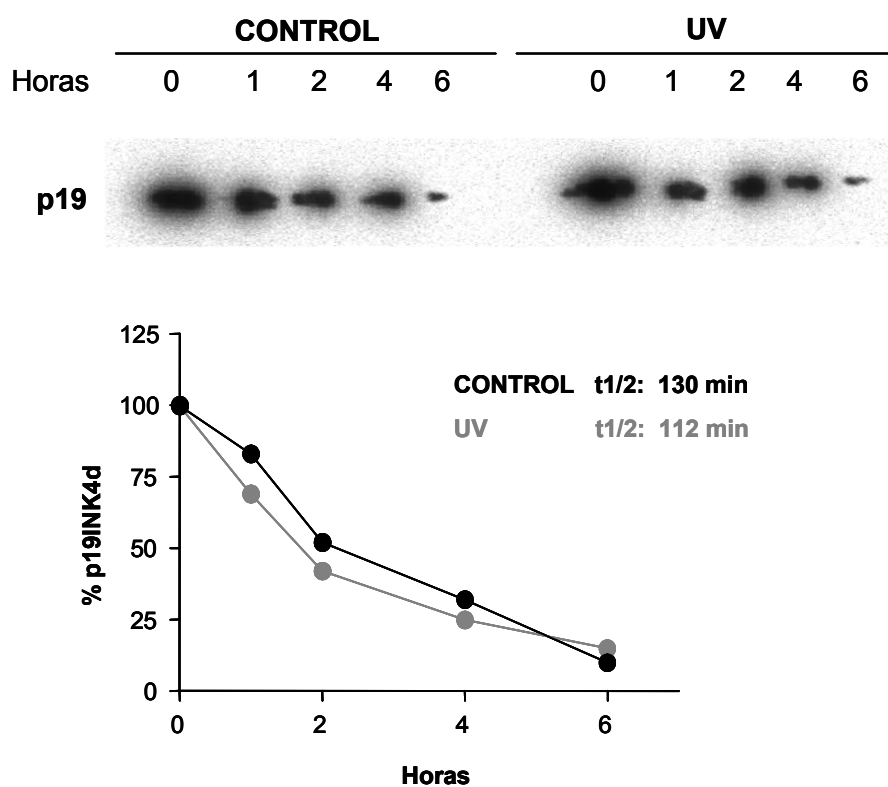 CONTROL UV
Horas 0 1 2 4 6 0 1 2 4 6
p19
125
100
75
50
25
0
% p19INK4d
CONTROL t1/2: 130 min
UV t1/2: 112 min
0 2 4 6
Horas